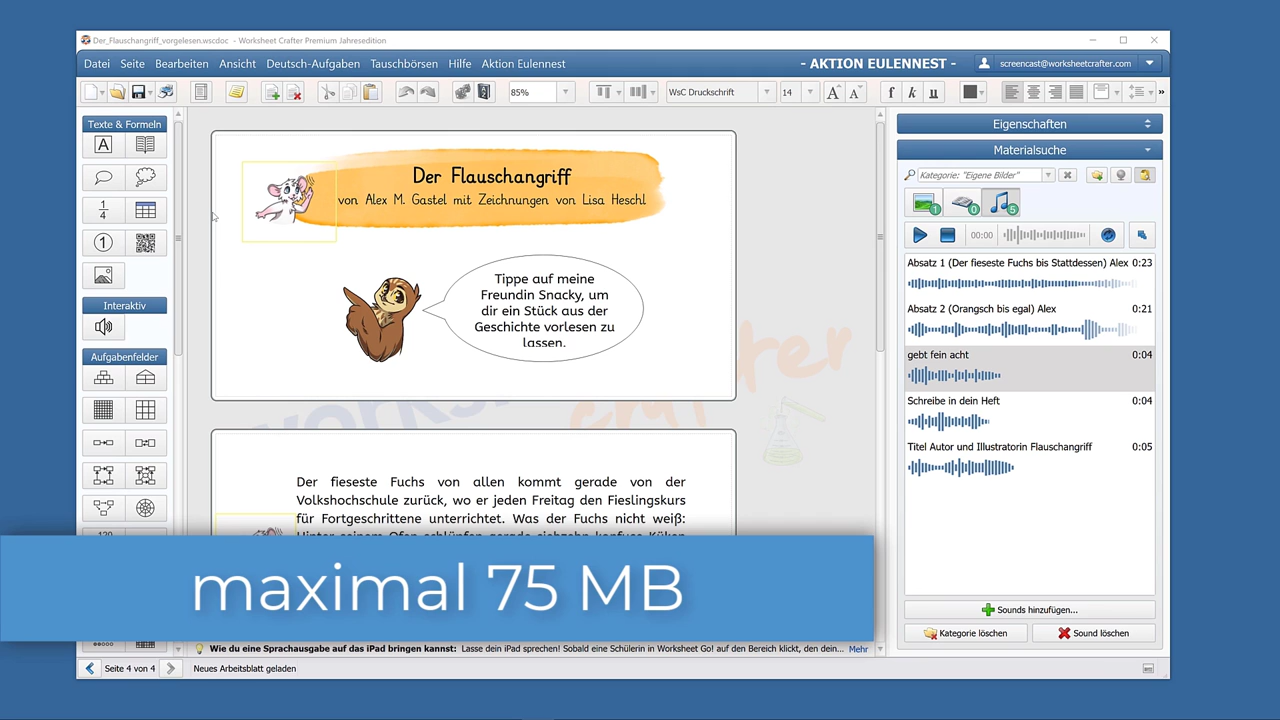 Der_Flauschangriff_vorgelesen.wscdoc - Worksheet Crafter Premium Jahresedition
Datei Seite Bearbeiten Ansicht Deutsch-Aufgaben Tauschbörsen Hilfe Aktion Eulennest
- AKTION EULENNEST -
screencast@worksheetcrafter.com
85%
WsC Druckschrift
14
A A f k u
Texte & Formeln
A
1/4
1
Interaktiv
Aufgabenfelder
Der Flauschangriff
von Alex M. Gastel mit Zeichnungen von Lisa Heschl
Tippe auf meine
Freundin Snacky, um
dir ein Stück aus der
Geschichte vorlesen zu
lassen.
Der fieseste Fuchs von allen kommt gerade von der
Volkshochschule zurück, wo er jeden Freitag den Fieslingskurs
für Fortgeschrittene unterrichtet. Was der Fuchs nicht weiß:
maximal 75 MB
Eigenschaften
Materialsuche
Kategorie: "Eigene Bilder"
1 0 5
00:00
Absatz 1 (Der fieseste Fuchs bis Stattdessen) Alex 0:23
Absatz 2 (Orangsch bis egal) Alex 0:21
gebt fein acht 0:04
Schreibe in dein Heft 0:04
Titel Autor und Illustratorin Flauschangriff 0:05
Sounds hinzufügen...
Kategorie löschen
Sound löschen
Wie du eine Sprachausgabe auf das iPad bringen kannst: Lasse dein iPad sprechen! Sobald eine Schülerin in Worksheet Go! auf den Bereich klickt, den dein... Mehr
Seite 4 von 4
Neues Arbeitsblatt geladen